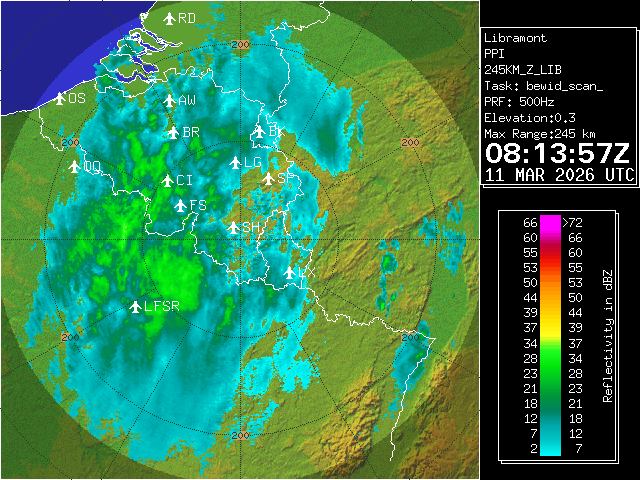 Libramont
PPI
245KM_Z_LIB
Task: bewid_scan_
PRF: 500Hz
Elevation:0.3
Max Range:245 km
08:13:57Z
11 MAR 2026 UTC
RD
200
OS
AW
BR
BK
200
200
QQ
LG
CI
FS
SH
LX
LFSR
200
200
200
66 >72
60 66
55 60
53 55
50 53
44 50
39 44
37 39
34 37
28 34
23 28
21 23
18 21
12 18
7 12
2 7
Reflectivity in dBZ